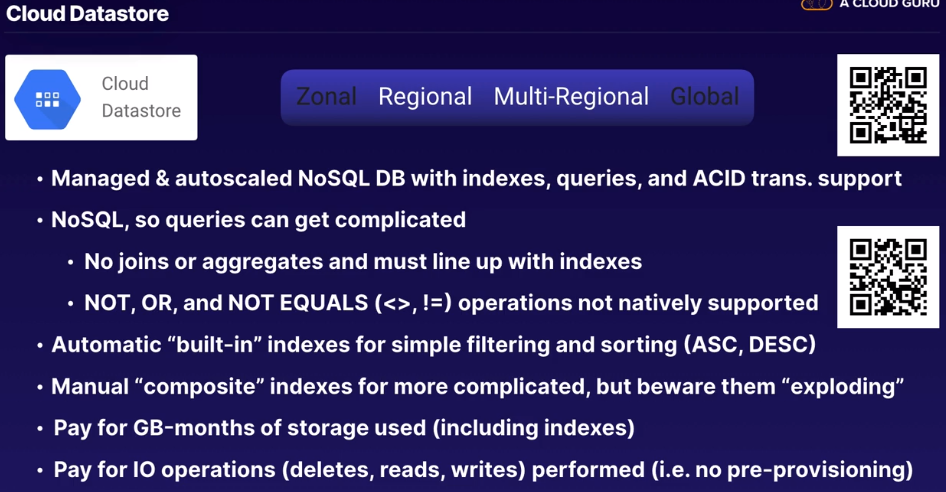 Cloud Datastore
A CLOUD GURU
Cloud
Datastore
Zonal Regional Multi-Regional Global
• Managed & autoscaled NoSQL DB with indexes, queries, and ACID trans. support
• NoSQL, so queries can get complicated
• No joins or aggregates and must line up with indexes
• NOT, OR, and NOT EQUALS (<>, !=) operations not natively supported
• Automatic “built-in” indexes for simple filtering and sorting (ASC, DESC)
• Manual “composite” indexes for more complicated, but beware them “exploding”
• Pay for GB-months of storage used (including indexes)
• Pay for IO operations (deletes, reads, writes) performed (i.e. no pre-provisioning)